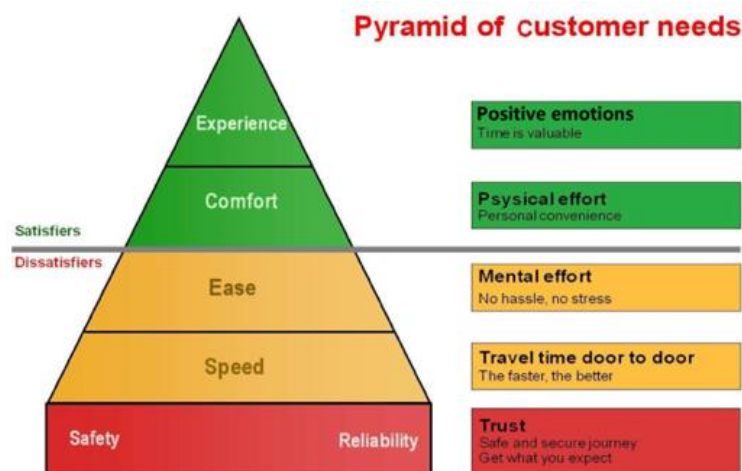 Pyramid of customer needs
Experience
Positive emotions
Time is valuable
Comfort
Psysical effort
Personal convenience
Satisfiers
Dissatisfiers
Ease
Mental effort
No hassle, no stress
Speed
Travel time door to door
The faster, the better
Safety
Reliability
Trust
Safe and secure journey
Get what you expect